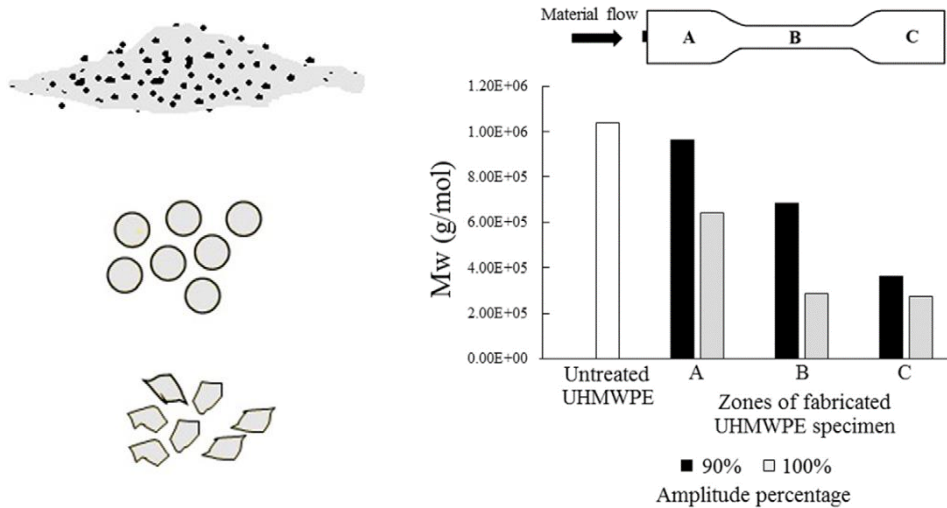 Material flow
A
B
C
1.20E+06
1.00E+06
8.00E+05
6.00E+05
4.00E+05
2.00E+05
0.00E+00
Mw (g/mol)
Untreated
UHMWPE
A
B
C
Zones of fabricated
UHMWPE specimen
90%
100%
Amplitude percentage